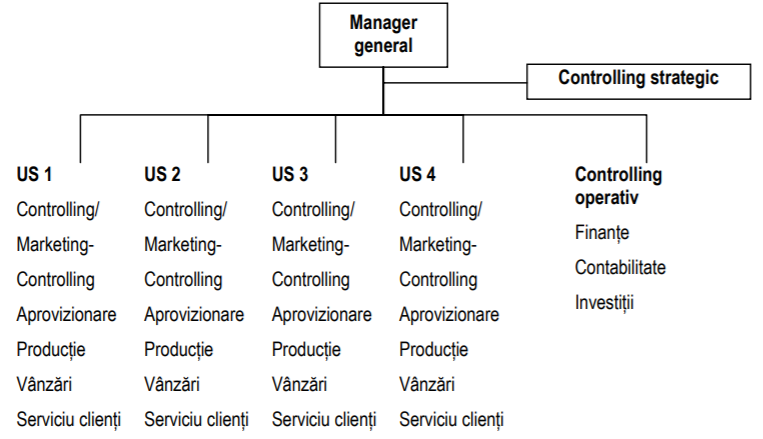 Manager
general
Controlling strategic
US 1
Controlling/
Marketing-
Controlling
Aprovizionare
Producție
Vânzări
Serviciu clienți
US 2
Controlling/
Marketing-
Controlling
Aprovizionare
Producție
Vânzări
Serviciu clienți
US 3
Controlling/
Marketing-
Controlling
Aprovizionare
Producție
Vânzări
Serviciu clienți
US 4
Controlling/
Marketing-
Controlling
Aprovizionare
Producție
Vânzări
Serviciu clienți
Controlling
operativ
Finanțe
Contabilitate
Investiții